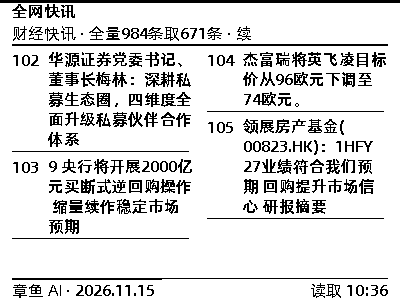 全网快讯
财经快讯 · 全量984条取671条 · 续
102 华源证券党委书记、
董事长梅林：深耕私
募生态圈，四维度全
面升级私募伙伴合作
体系
103 9 央行将开展2000亿
元买断式逆回购操作
缩量续作稳定市场
预期
104 杰富瑞将英飞凌目标
价从96欧元下调至
74欧元。
105 领展房产基金(
00823.HK)：1HFY
27业绩符合我们预
期 回购提升市场信
心 研报摘要
章鱼 AI · 2026.11.15
读取 10:36